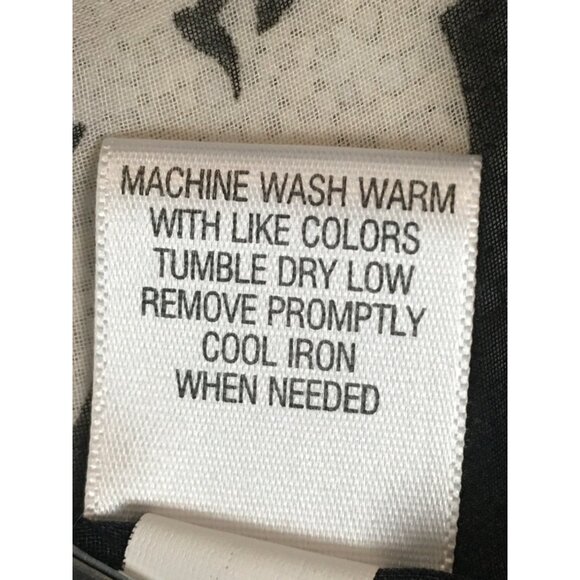 MACHINE WASH WARM
WITH LIKE COLORS
TUMBLE DRY LOW
REMOVE PROMPTLY
COOL IRON
WHEN NEEDED